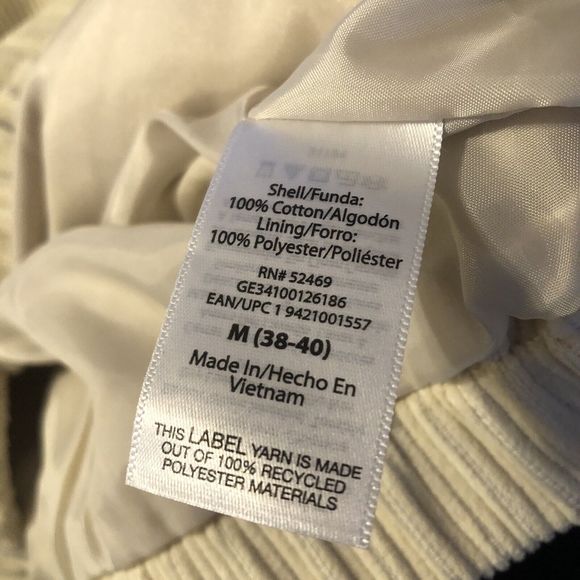 Shell/Funda:
100% Cotton/Algodón
Lining/Forro:
100% Polyester/Poliéster
RN# 52469
GE34100126186
EAN/UPC 1 9421001557
M (38-40)
Made In/Hecho En
Vietnam
THIS LABEL YARN IS MADE
OUT OF 100% RECYCLED
POLYESTER MATERIALS